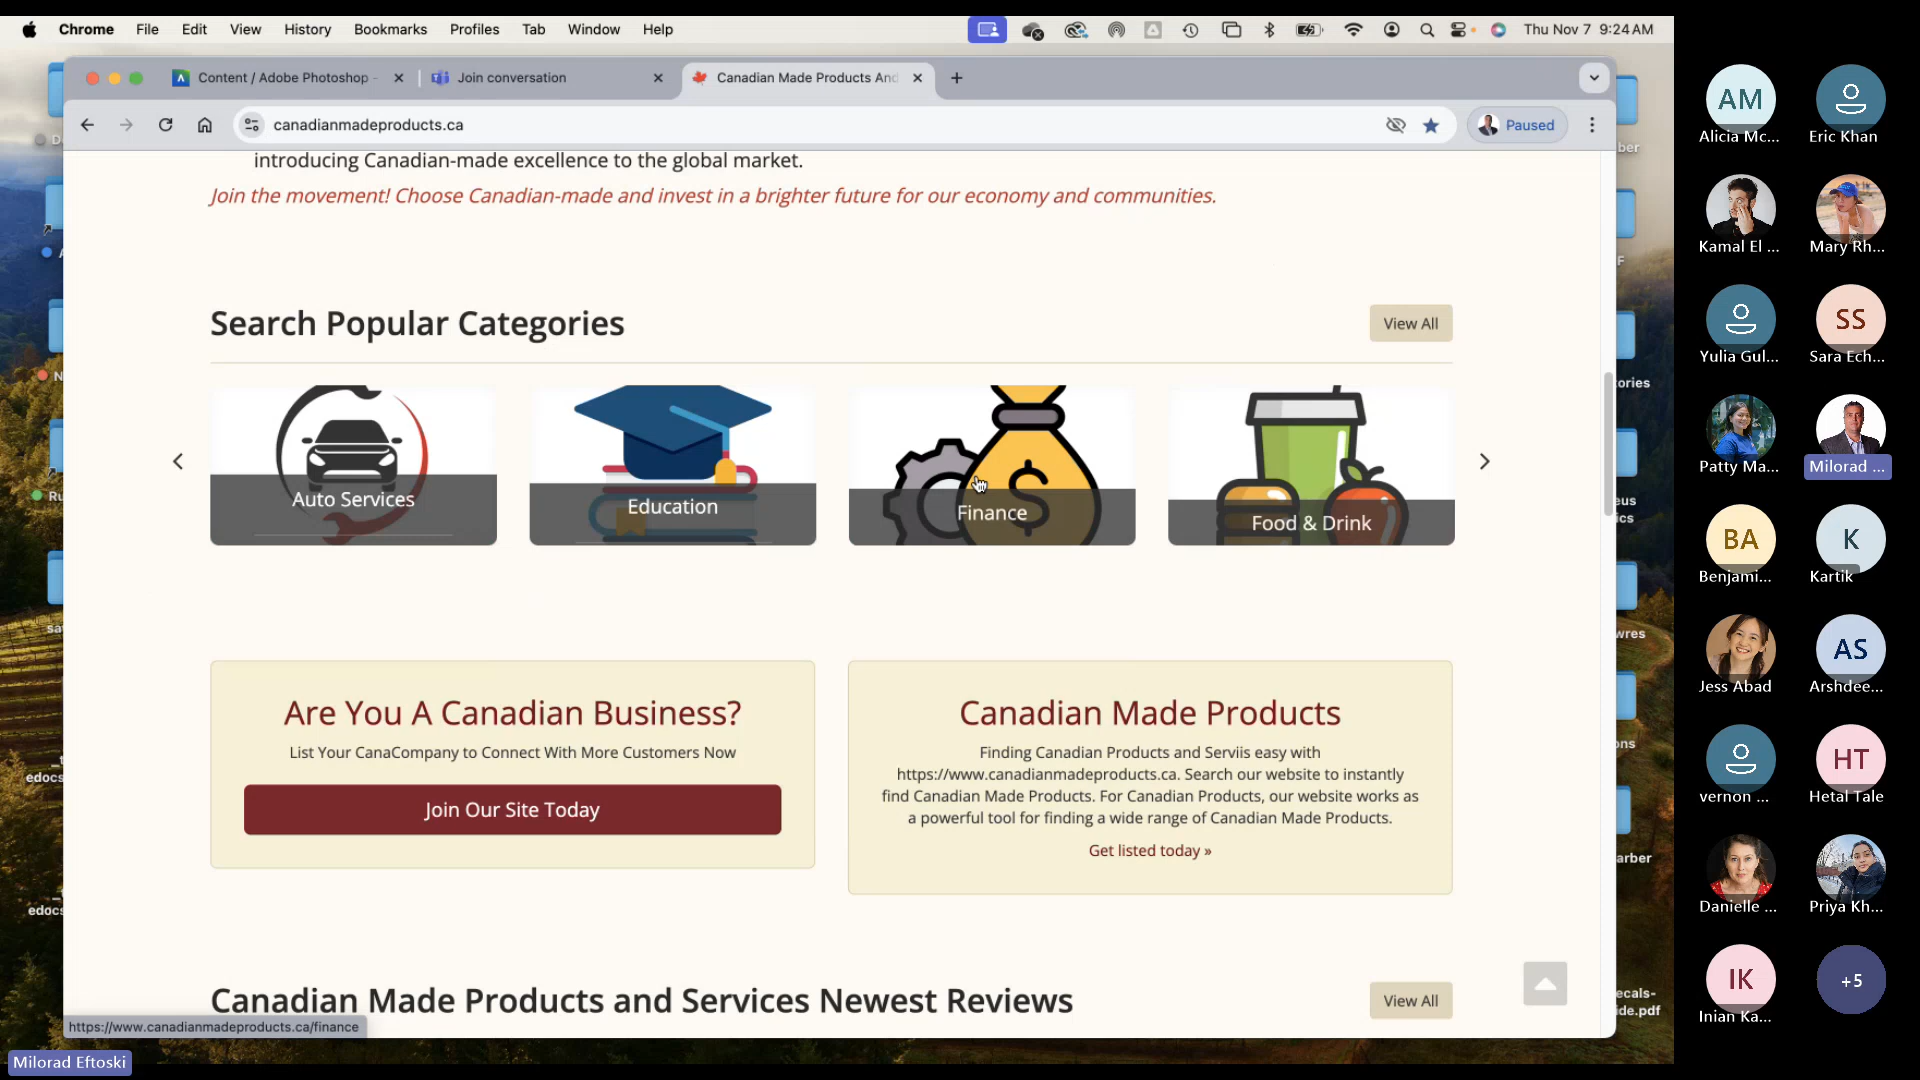 Chrome File Edit View History Bookmarks Profiles Tab Window Help Thu Nov 7 9:24 AM
Content / Adobe Photoshop - Join conversation Canadian Made Products And
canadianmadeproducts.ca Paused
introducing Canadian-made excellence to the global market.
Join the movement! Choose Canadian-made and invest in a brighter future for our economy and communities.
Search Popular Categories View All
Auto Services Education Finance Food & Drink
Are You A Canadian Business?
List Your CanaCompany to Connect With More Customers Now
Join Our Site Today
Canadian Made Products
Finding Canadian Products and Serviis easy with
https://www.canadianmadeproducts.ca. Search our website to instantly
find Canadian Made Products. For Canadian Products, our website works as
a powerful tool for finding a wide range of Canadian Made Products.
Get listed today »
Canadian Made Products and Services Newest Reviews View All
https://www.canadianmadeproducts.ca/finance
Milorad Eftoski
AM
Alicia Mc... Eric Khan
Kamal El ... Mary Rh...
SS
Yulia Gul... Sara Ech...
Patty Ma... Milorad ...
BA K
Benjami... Kartik
AS
Jess Abad Arshdee...
HT
vernon ... Hetal Tale
Danielle ... Priya Kh...
IK +5
Inian Ka...